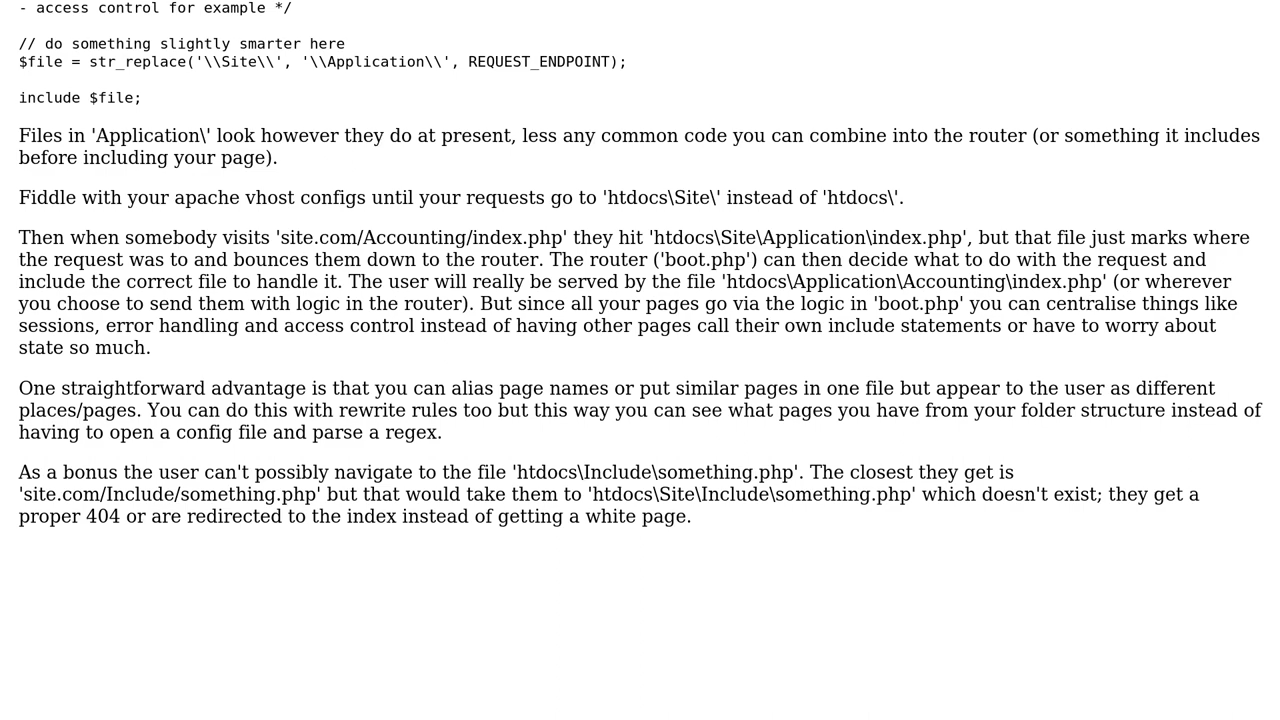 - access control for example */
// do something slightly smarter here
$file = str_replace('\\Site\\', '\\Application\\', REQUEST_ENDPOINT);
include $file;
Files in 'Application\' look however they do at present, less any common code you can combine into the router (or something it includes
before including your page).
Fiddle with your apache vhost configs until your requests go to 'htdocs\Site\' instead of 'htdocs\'.
Then when somebody visits 'site.com/Accounting/index.php' they hit 'htdocs\Site\Application\index.php', but that file just marks where
the request was to and bounces them down to the router. The router ('boot.php') can then decide what to do with the request and
include the correct file to handle it. The user will really be served by the file 'htdocs\Application\Accounting\index.php' (or wherever
you choose to send them with logic in the router). But since all your pages go via the logic in 'boot.php' you can centralise things like
sessions, error handling and access control instead of having other pages call their own include statements or have to worry about
state so much.
One straightforward advantage is that you can alias page names or put similar pages in one file but appear to the user as different
places/pages. You can do this with rewrite rules too but this way you can see what pages you have from your folder structure instead of
having to open a config file and parse a regex.
As a bonus the user can't possibly navigate to the file 'htdocs\Include\something.php'. The closest they get is
'site.com/Include/something.php' but that would take them to 'htdocs\Site\Include\something.php' which doesn't exist; they get a
proper 404 or are redirected to the index instead of getting a white page.